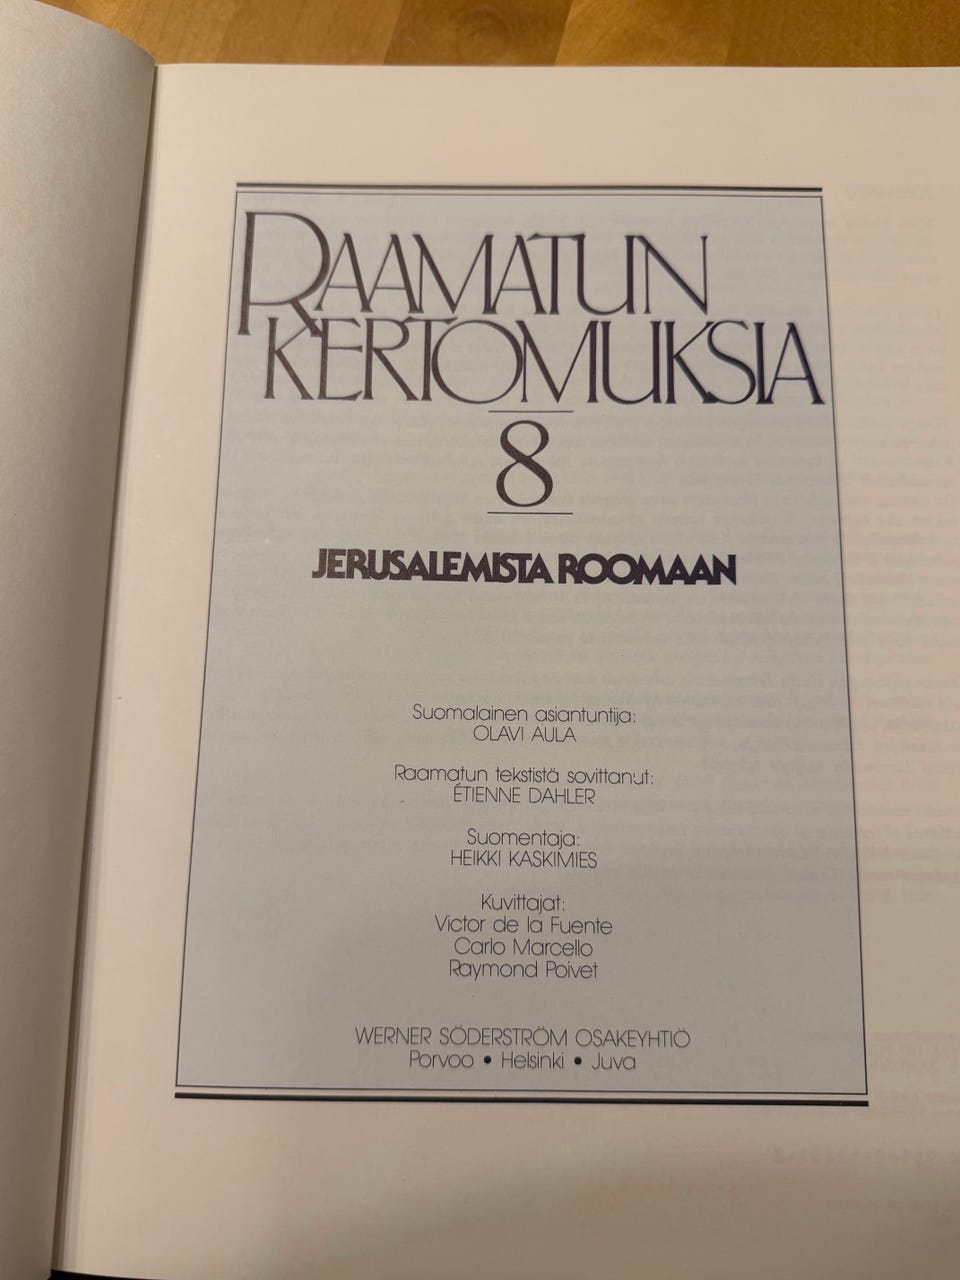 RAAMATUN
KERTOMUKSIA
8
JERUSALEMISTA ROOMAAN
Suomalainen asiantuntija:
OLAVI AULA
Raamatun tekstistä sovittanut:
ÉTIENNE DAHLER
Suomentaja:
HEIKKI KASKIMIES
Kuvittajat:
Victor de la Fuente
Carlo Marcello
Raymond Poivet
WERNER SÖDERSTRÖM OSAKEYHTIÖ
Porvoo • Helsinki • Juva